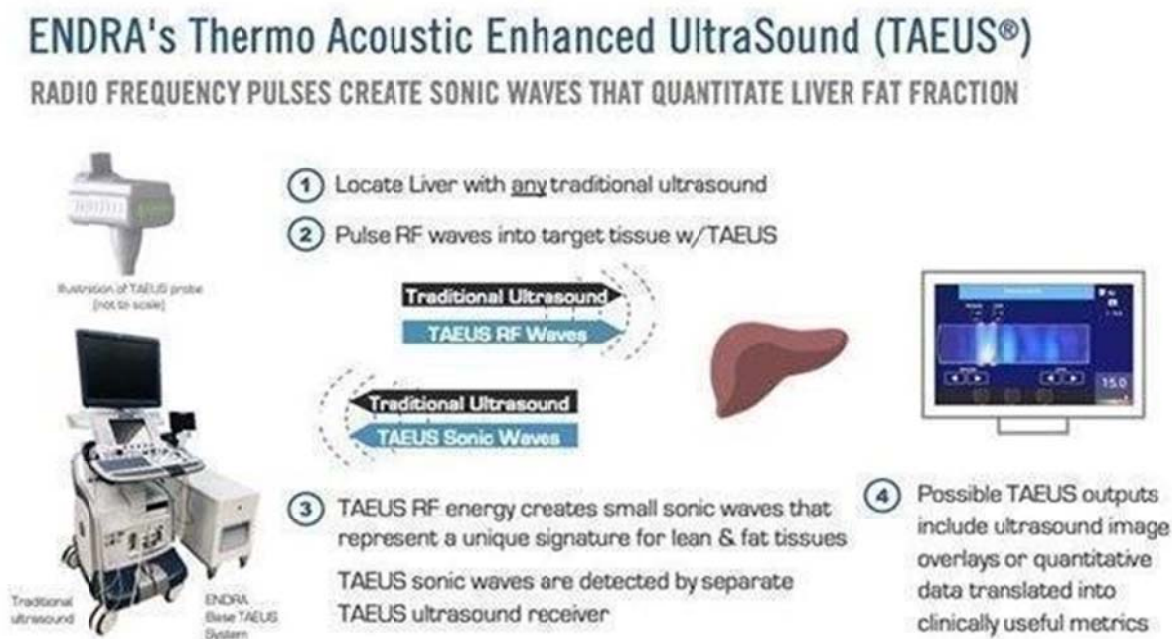 ENDRA's Thermo Acoustic Enhanced UltraSound (TAEUS®)
RADIO FREQUENCY PULSES CREATE SONIC WAVES THAT QUANTITATE LIVER FAT FRACTION
1 Locate Liver with any traditional ultrasound
2 Pulse RF waves into target tissue w/TAEUS
Illustration of TAEUS probe
(not to scale)
Traditional Ultrasound
TAEUS RF Waves
Traditional Ultrasound
TAEUS Sonic Waves
15.0
3 TAEUS RF energy creates small sonic waves that
represent a unique signature for lean & fat tissues
TAEUS sonic waves are detected by separate
TAEUS ultrasound receiver
4 Possible TAEUS outputs
include ultrasound image
overlays or quantitative
data translated into
clinically useful metrics
Traditional
ultrasound
ENDRA
Base TAEUS
System